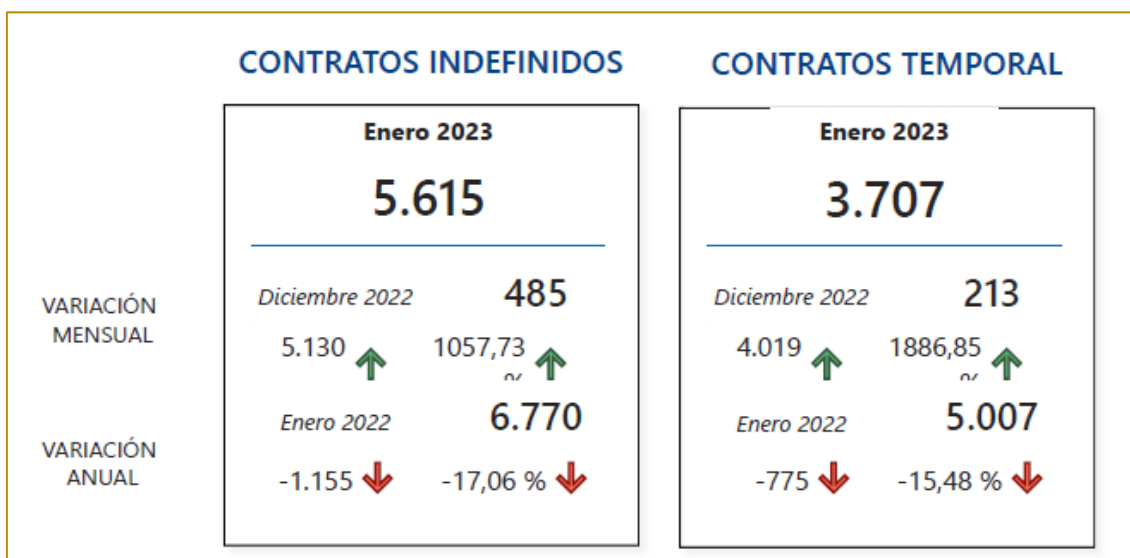 CONTRATOS INDEFINIDOS
Enero 2023
5.615
VARIACIÓN
MENSUAL
Diciembre 2022 485
5.130 1057,73
%
VARIACIÓN
ANUAL
Enero 2022 6.770
-1.155 -17,06 %
CONTRATOS TEMPORAL
Enero 2023
3.707
Diciembre 2022 213
4.019 1886,85
%
Enero 2022 5.007
-775 -15,48 %